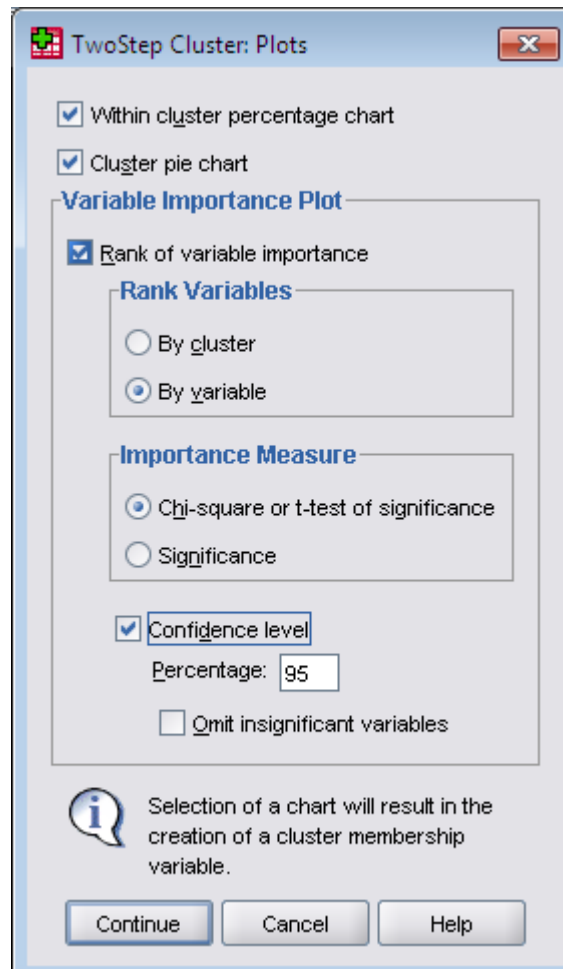 TwoStep Cluster: Plots
Within cluster percentage chart
Cluster pie chart
Variable Importance Plot
Rank of variable importance
Rank Variables
By cluster
By variable
Importance Measure
Chi-square or t-test of significance
Significance
Confidence level
Percentage: 95
Omit insignificant variables
Selection of a chart will result in the
creation of a cluster membership
variable.
Continue Cancel Help